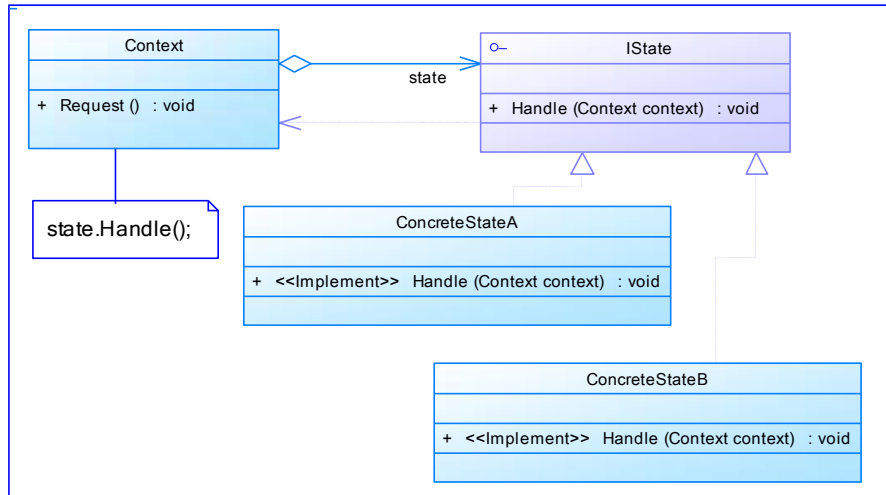 Context
+ Request () : void
state
IState
+ Handle (Context context) : void
state.Handle();
ConcreteStateA
+ <<Implement>> Handle (Context context) : void
ConcreteStateB
+ <<Implement>> Handle (Context context) : void